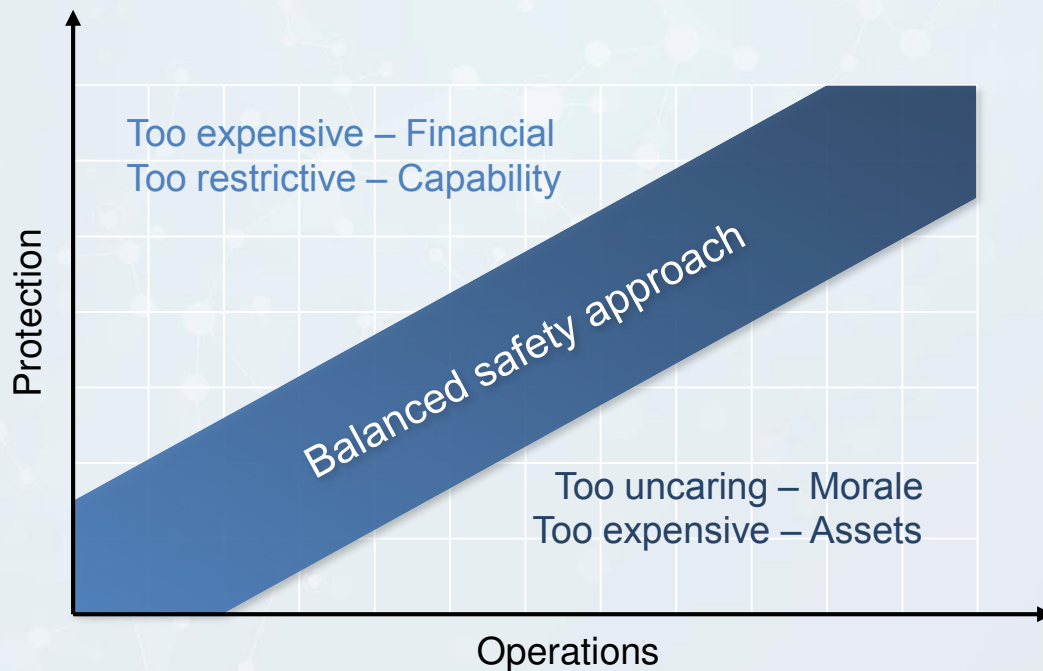 Too expensive – Financial
Too restrictive – Capability
Protection
Balanced safety approach
Too uncaring – Morale
Too expensive – Assets
Operations